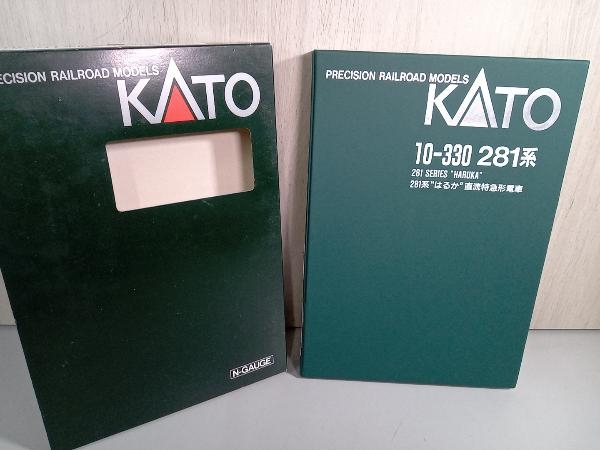 ECISION RAILROAD MODELS
KATO
N-GAUGE
PRECISION RAILROAD MODELS
KATO
10-330 281系
281 SERIES "HARUKA"
281系"はるか"直流特急形電車